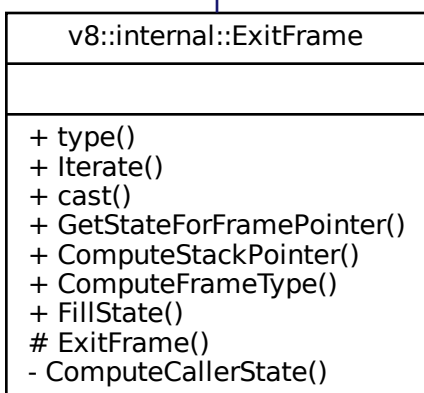 v8::internal::ExitFrame
+ type()
+ Iterate()
+ cast()
+ GetStateForFramePointer()
+ ComputeStackPointer()
+ ComputeFrameType()
+ FillState()
# ExitFrame()
- ComputeCallerState()